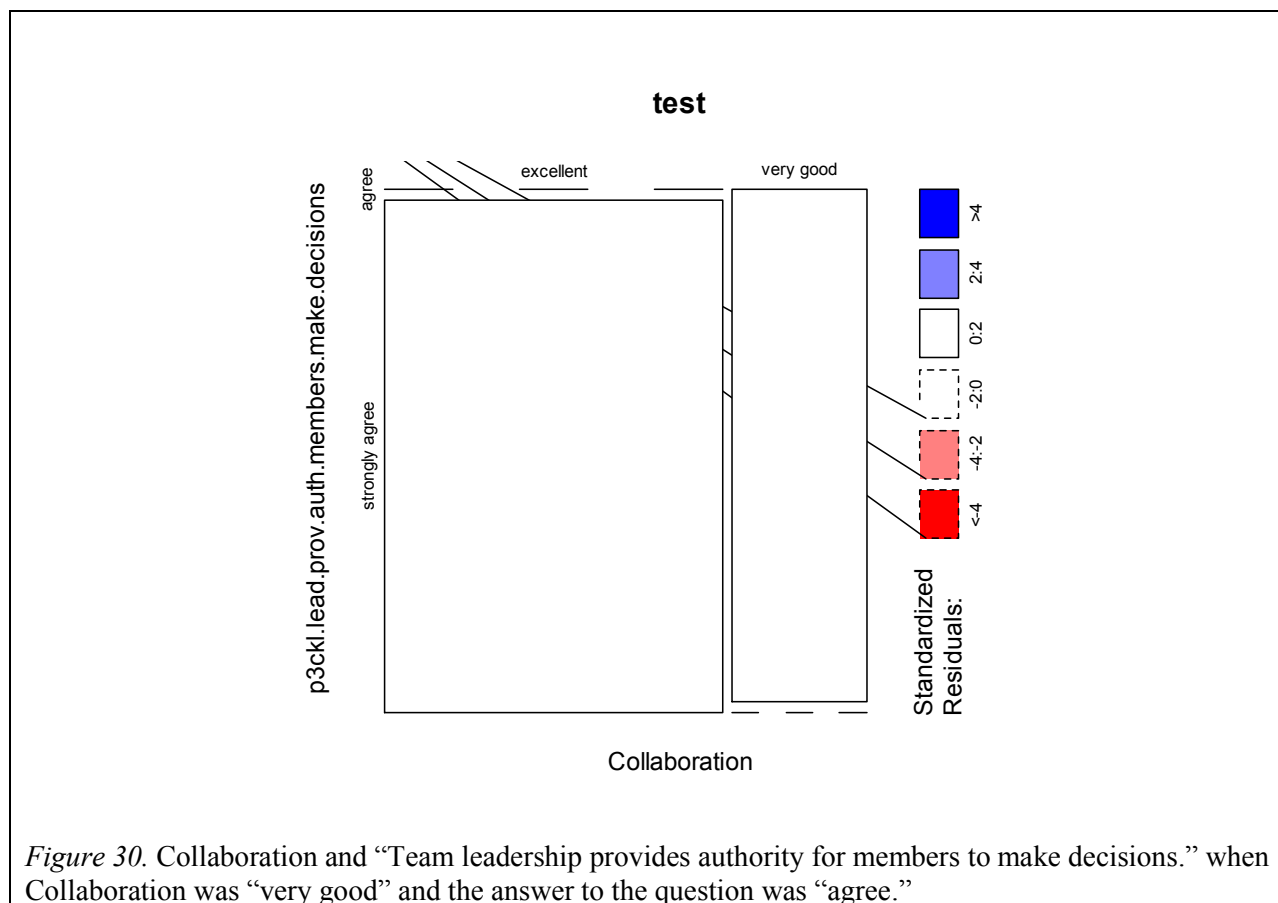 test
excellent
very good
agree
strongly agree
p3ckl.lead.prov.auth.members.make.decisions
Collaboration
Standardized
Residuals:
<-4
-4:-2
-2:0
0:2
2:4
>4
Figure 30. Collaboration and “Team leadership provides authority for members to make decisions.” when
Collaboration was “very good” and the answer to the question was “agree.”